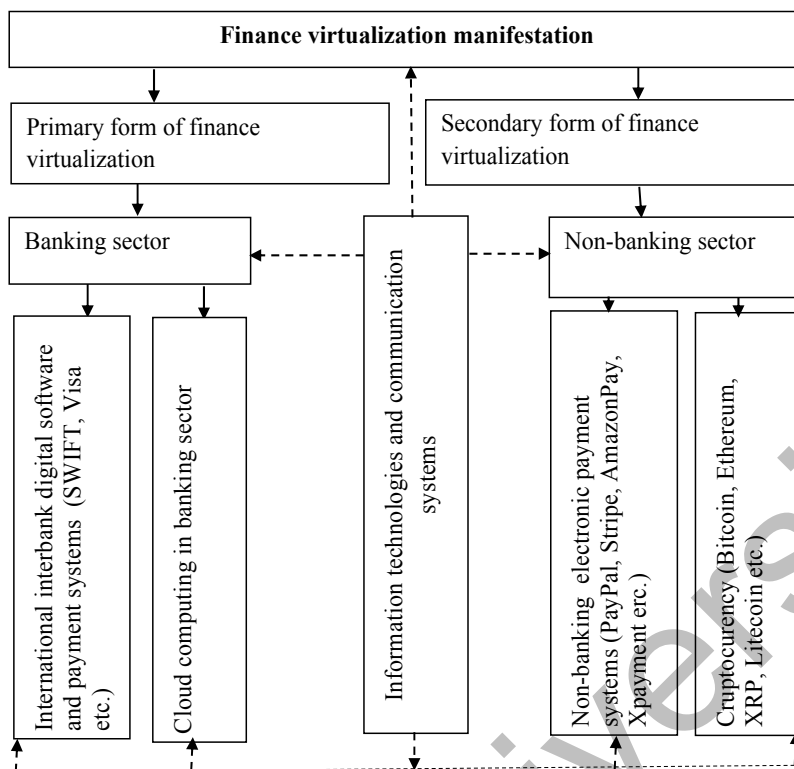 Finance virtualization manifestation
Primary form of finance
virtualization
Secondary form of finance
virtualization
Banking sector
Non-banking sector
International interbank digital software
and payment systems (SWIFT, Visa
etc.)
Cloud computing in banking sector
Information technologies and communication
systems
Non-banking electronic payment
systems (PayPal, Stripe, AmazonPay,
Xpayment erc.)
Cruptocurency (Bitcoin, Ethereum,
XRP, Litecoin etc.)